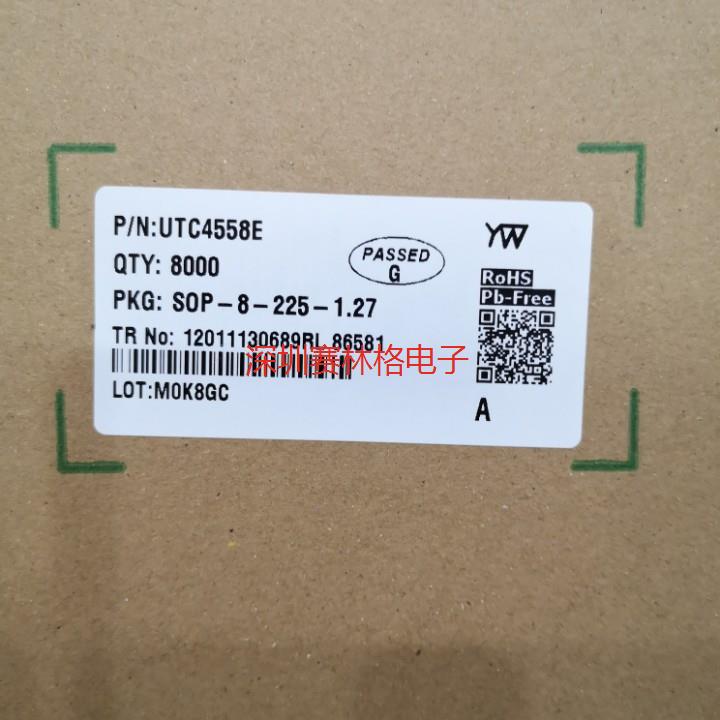 P/N:UTC4558E
QTY: 8000
PKG: SOP-8-225-1.27
TR No: 12011130689RL 86581
LOT:M0K8GC
PASSED
G
YW
RoHS
Pb-Free
A
深圳赛林格电子